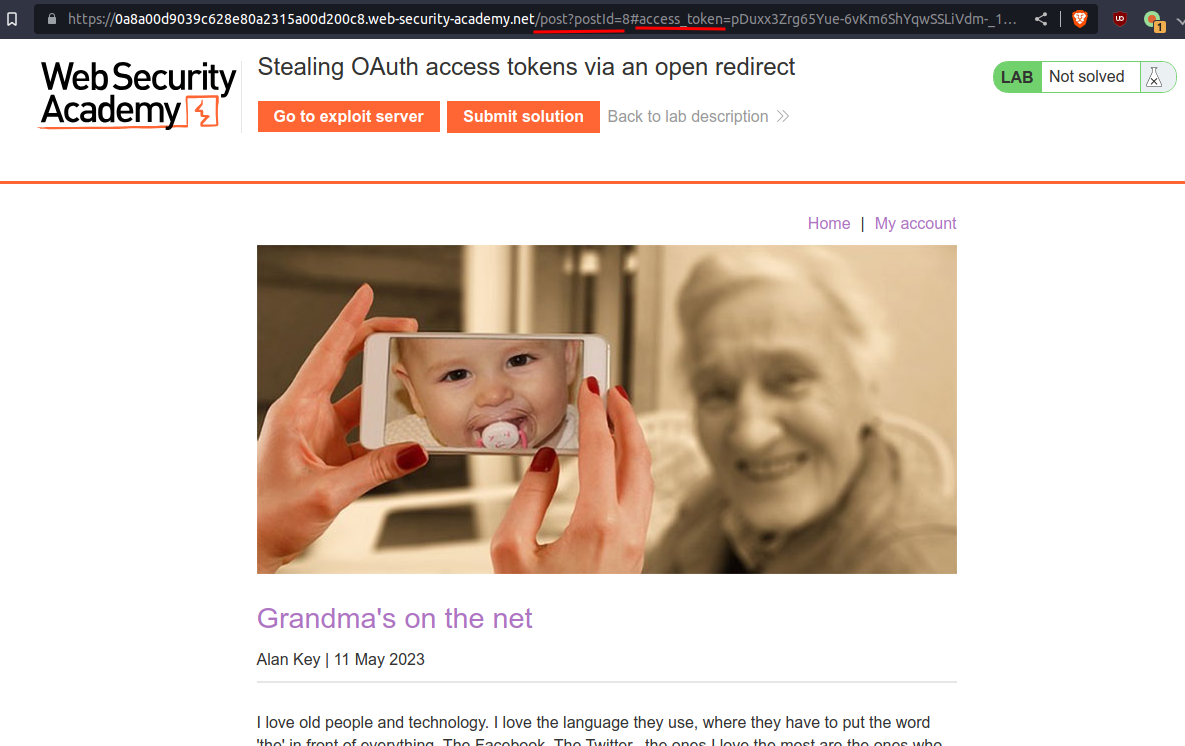 https://0a8a00d9039c628e80a2315a00d200c8.web-security-academy.net/post?postId=8#access_token=pDuxx3Zrg65Yue-6vKm6ShYqwSSLiVdm-_1...
1
WebSecurity
Academy
Stealing OAuth access tokens via an open redirect
LAB Not solved
Go to exploit server Submit solution Back to lab description
Home | My account
Grandma's on the net
Alan Key | 11 May 2023
I love old people and technology. I love the language they use, where they have to put the word
'the' in front of everything. The Facebook, The Twitter...the ones I love the most are the ones who